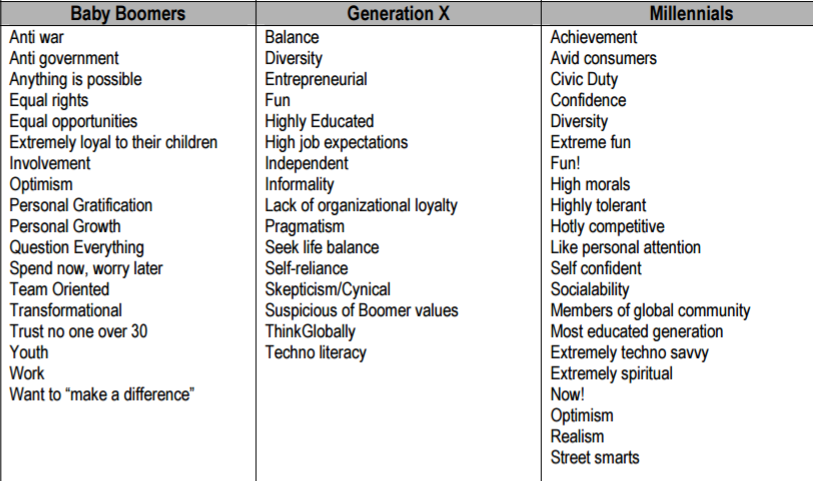 Baby Boomers
Anti war
Anti government
Anything is possible
Equal rights
Equal opportunities
Extremely loyal to their children
Involvement
Optimism
Personal Gratification
Personal Growth
Question Everything
Spend now, worry later
Team Oriented
Transformational
Trust no one over 30
Youth
Work
Want to “make a difference”
Generation X
Balance
Diversity
Entrepreneurial
Fun
Highly Educated
High job expectations
Independent
Informality
Lack of organizational loyalty
Pragmatism
Seek life balance
Self-reliance
Skepticism/Cynical
Suspicious of Boomer values
ThinkGlobally
Techno literacy
Millennials
Achievement
Avid consumers
Civic Duty
Confidence
Diversity
Extreme fun
Fun!
High morals
Highly tolerant
Hotly competitive
Like personal attention
Self confident
Socialability
Members of global community
Most educated generation
Extremely techno savvy
Extremely spiritual
Now!
Optimism
Realism
Street smarts